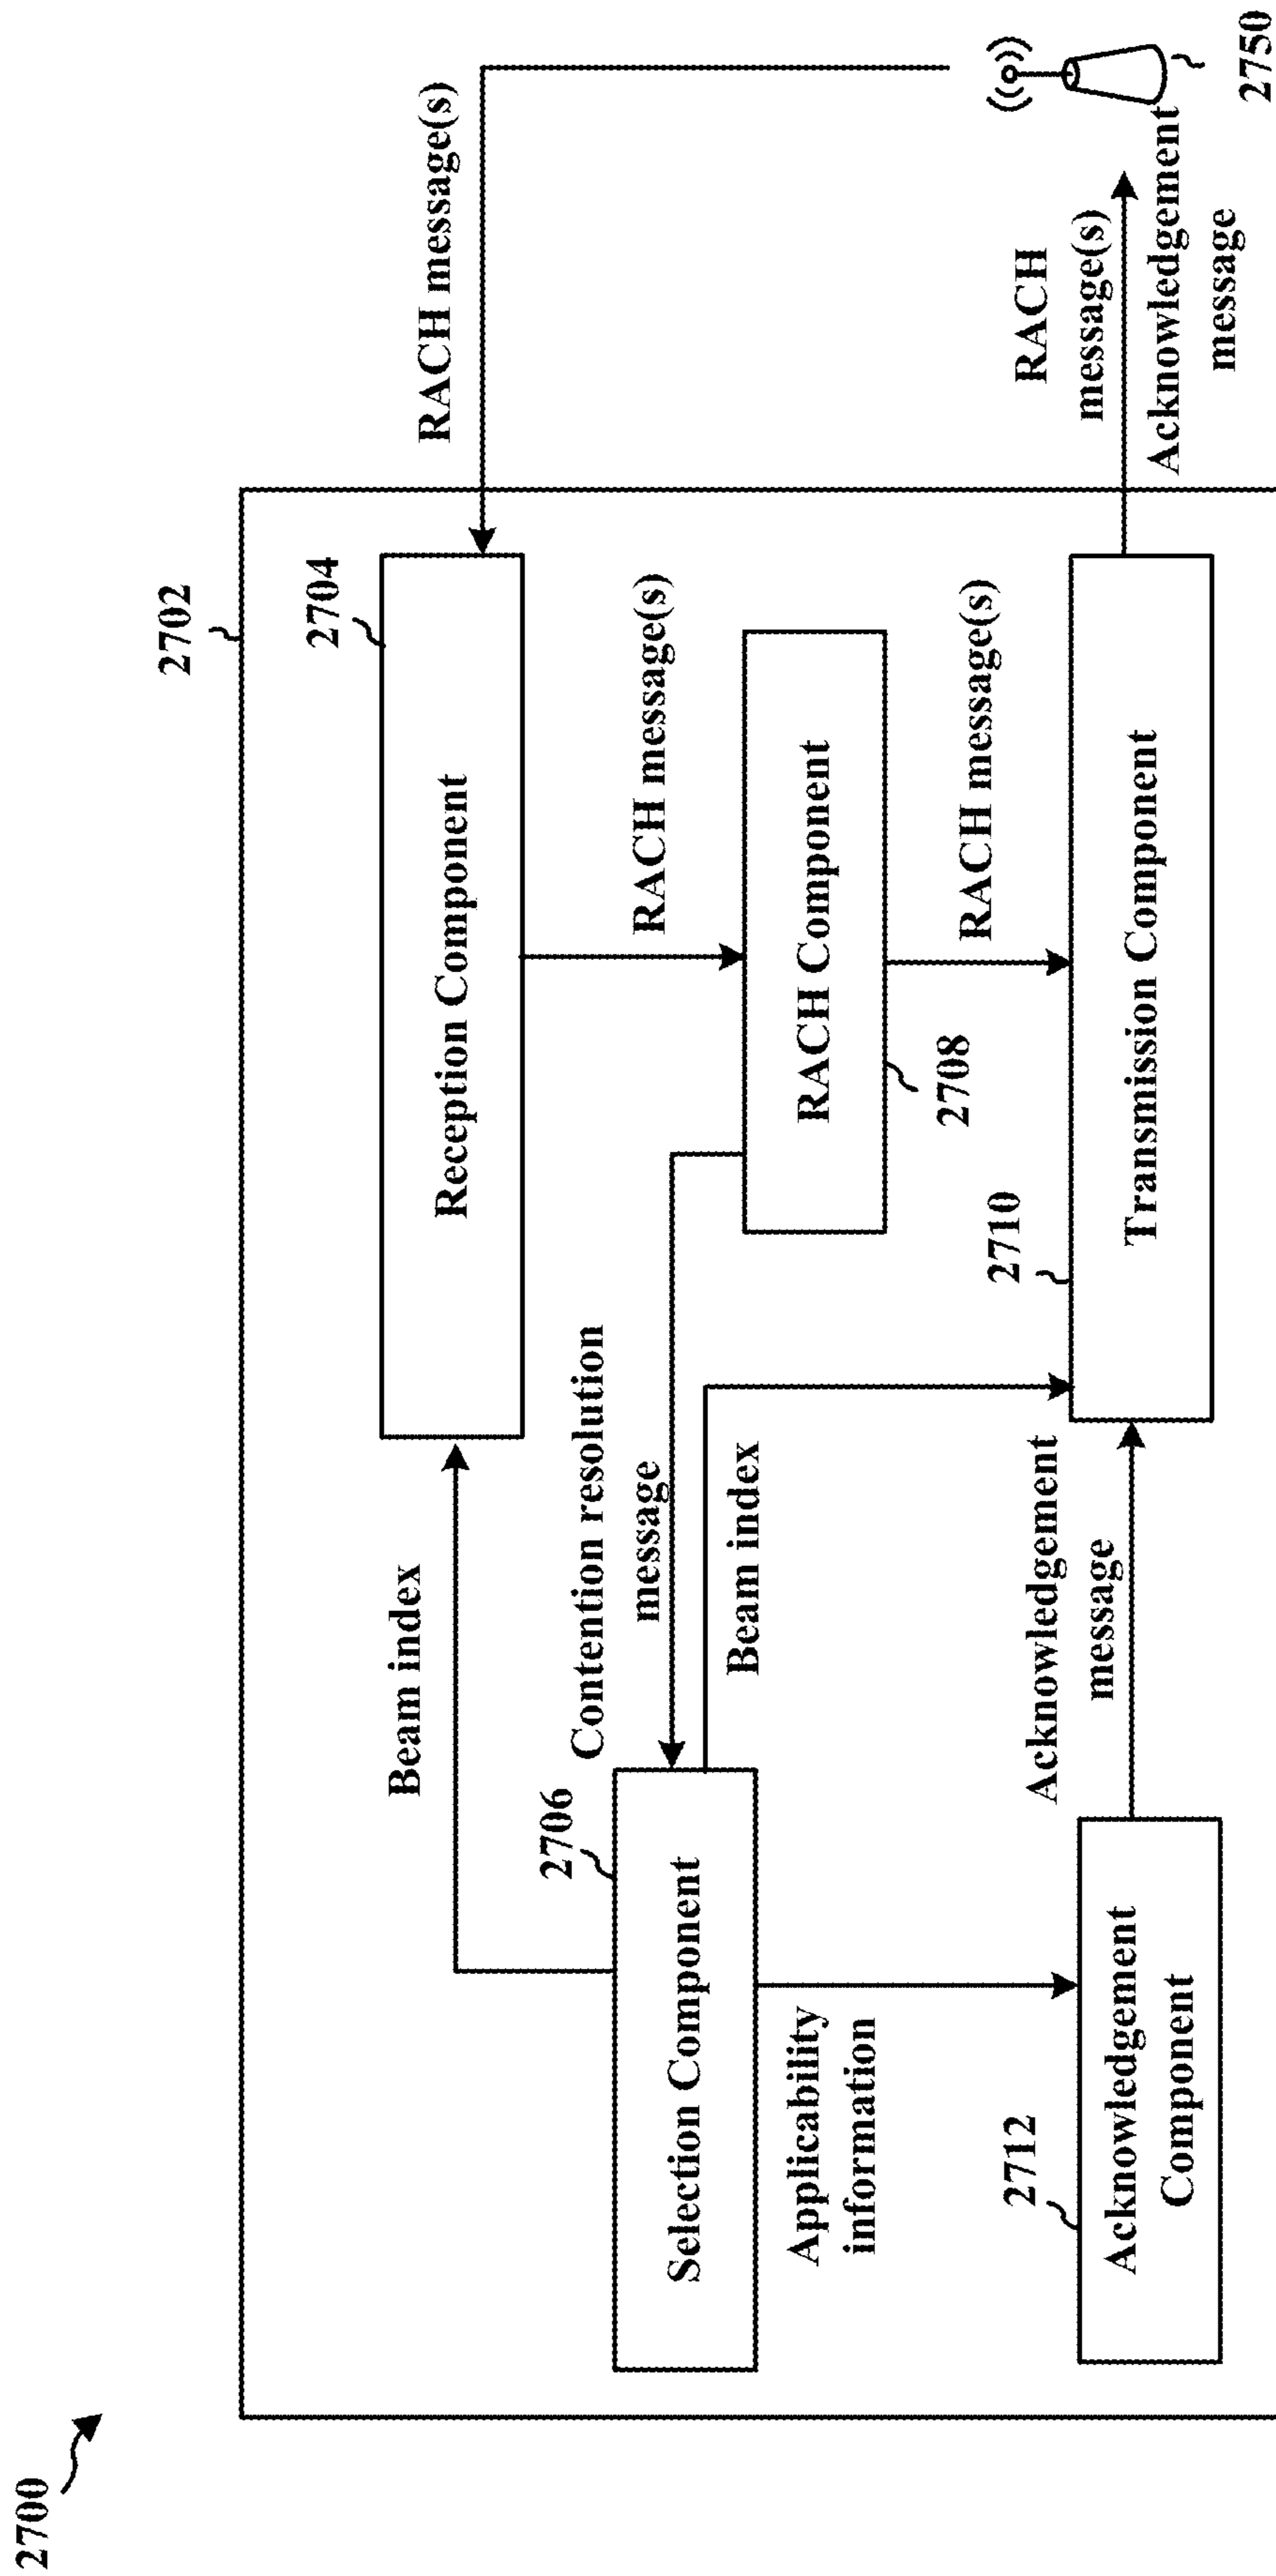 2700
2702
2704
Reception Component
RACH message(s)
Beam index
RACH message(s)
Contention resolution
message
2706
Selection Component
RACH Component
2708
Beam index
RACH message(s)
Applicability
information
2710
Transmission Component
Acknowledgement
message
2712
Acknowledgement
Component
RACH
message(s)
Acknowledgement
message
2750